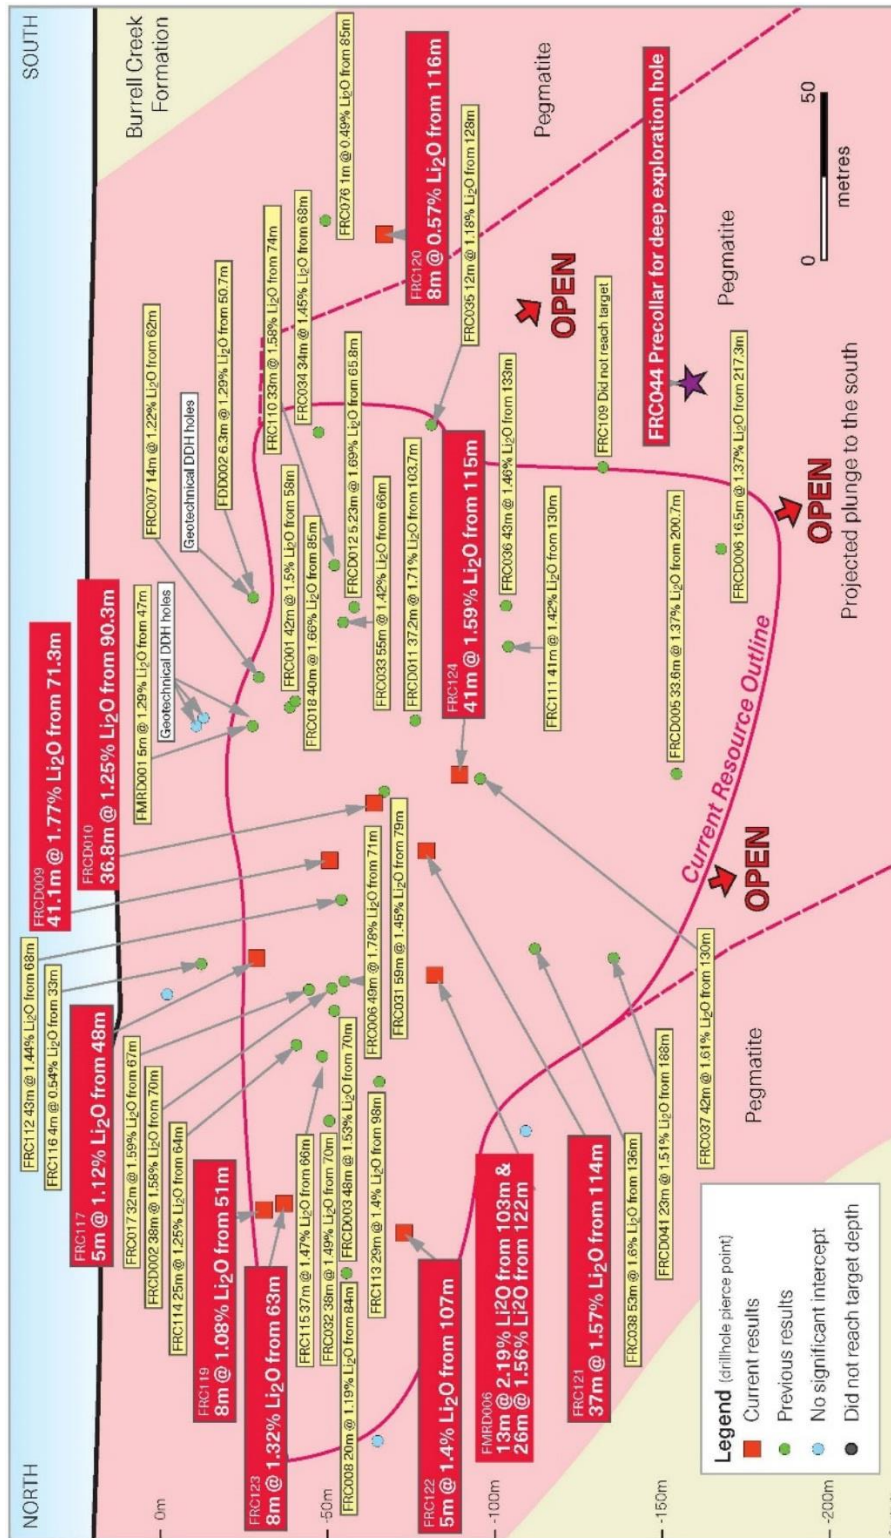 NORTH
SOUTH
Burrell Creek
Formation
FRC112 43m @ 1.44% Li2O from 68m
FRC116 4m @ 0.54% Li2O from 33m
FRC117
5m @ 1.12% Li2O from 48m
FRC017 32m @ 1.59% Li2O from 67m
FRCD002 38m @ 1.58% Li2O from 70m
FRC114 25m @ 1.25% Li2O from 64m
FRC119
8m @ 1.08% Li2O from 51m
FRC123
8m @ 1.32% Li2O from 63m
FRC115 37m @ 1.47% Li2O from 66m
FRC032 38m @ 1.49% Li2O from 70m
FRCD003 48m @ 1.53% Li2O from 70m
FRC008 20m @ 1.19% Li2O from 84m
FRC113 29m @ 1.4% Li2O from 98m
FRC006 49m @ 1.78% Li2O from 71m
FRC031 59m @ 1.45% Li2O from 79m
FRC122
5m @ 1.4% Li2O from 107m
FMRD006
13m @ 2.19% Li2O from 103m &
26m @ 1.56% Li2O from 122m
FRC121
37m @ 1.57% Li2O from 114m
FRC038 53m @ 1.6% from 136m
FRCD041 23m @ 1.51% Li2O from 188m
FRC037 42m @ 1.61% Li2O from 130m
FRCD009
41.1m @ 1.77% Li2O from 71.3m
FRCD010
36.8m @ 1.25% Li2O from 90.3m
FMRD001 5m @ 1.29% Li2O from 47m
Geotechnical DDH holes
FRC007 14m @ 1.22% Li2O from 62m
Geotechnical DDH holes
FDD002 6.3m @ 1.29% Li2O from 50.7m
FRC001 42m @ 1.5% Li2O from 58m
FRC018 40m @ 1.66% Li2O from 85m
FRC110 33m @ 1.58% Li2O from 74m
FRC034 34m @ 1.45% Li2O from 68m
FRC076 1m @ 0.49% Li2O from 85m
FRCD012 5.23m @ 1.69% Li2O from 65.8m
FRC033 55m @ 1.42% Li2O from 66m
FRCD011 37.2m @ 1.71% Li2O from 103.7m
FRC120
8m @ 0.57% Li2O from 116m
FRC035 12m @ 1.18% Li2O from 128m
FRC124
41m @ 1.59% Li2O from 115m
FRC036 43m @ 1.46% Li2O from 133m
FRC111 41m @ 1.42% Li2O from 130m
FRC109 Did not reach target
FRC044 Precollar for deep exploration hole
FRCD005 33.6m @ 1.37% Li2O from 200.7m
FRCD006 16.5m @ 1.37% Li2O from 217.3m
Pegmatite
OPEN
Pegmatite
OPEN
Projected plunge to the south
Current Resource Outline
OPEN
Pegmatite
0m
-50m
-100m
-150m
-200m
0
50
metres
Legend (drillhole pierce point)
Current results
Previous results
No significant intercept
Did not reach target depth